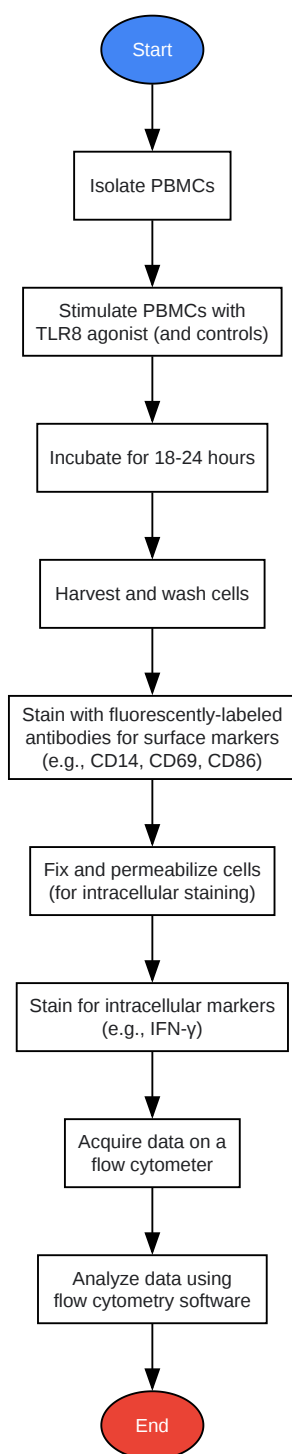 Start
Isolate PBMCs
Stimulate PBMCs with
TLR8 agonist (and controls)
Incubate for 18-24 hours
Harvest and wash cells
Stain with fluorescently-labeled
antibodies for surface markers
(e.g., CD14, CD69, CD86)
Fix and permeabilize cells
(for intracellular staining)
Stain for intracellular markers
(e.g., IFN-γ)
Acquire data on a
flow cytometer
Analyze data using
flow cytometry software
End